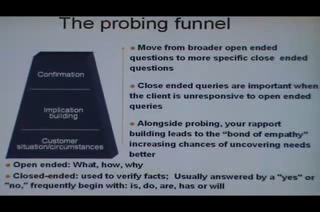 The probing funnel
Confirmation
Implication
building
Customer
situation/circumstances
• Move from broader open ended
questions to more specific close ended
questions
• Close ended queries are important when
the client is unresponsive to open ended
queries
• Alongside probing, your rapport
building leads to the “bond of empathy”
increasing chances of uncovering needs
better
• Open ended: What, how, why
• Closed-ended: used to verify facts; Usually answered by a "yes" or
"no," frequently begin with: is, do, are, has or will